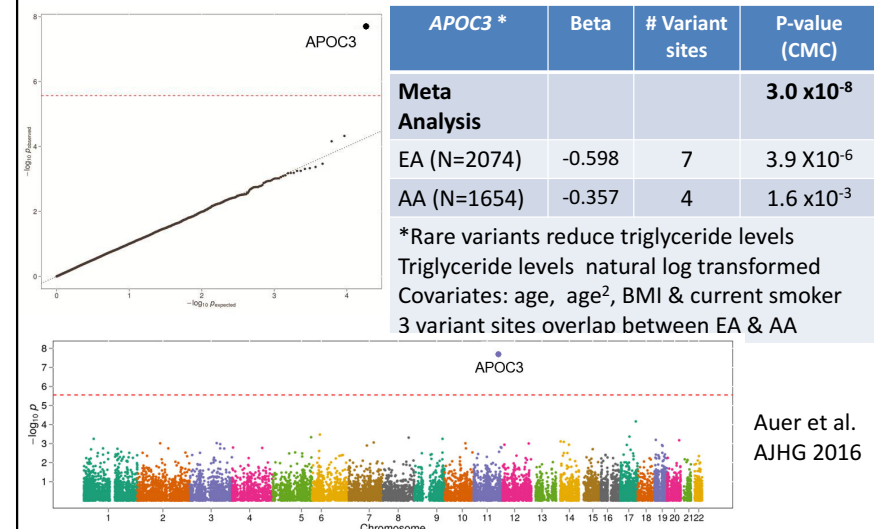 8
6
4
2
0
APOC3
-log10 pobserved
0 1 2 3 4
-log10 pexpected
APOC3 * Beta # Variant sites P-value (CMC)
Meta Analysis 3.0 x10-8
EA (N=2074) -0.598 7 3.9 X10-6
AA (N=1654) -0.357 4 1.6 x10-3
*Rare variants reduce triglyceride levels
Triglyceride levels natural log transformed
Covariates: age, age2, BMI & current smoker
3 variant sites overlap between EA & AA
8
7
6
5
4
3
2
1
-log10 p
APOC3
1 2 3 4 5 6 7 8 9 10 11 12 13 14 15 16 17 18 19 20 21 22
Chromosome
Auer et al.
AJHG 2016